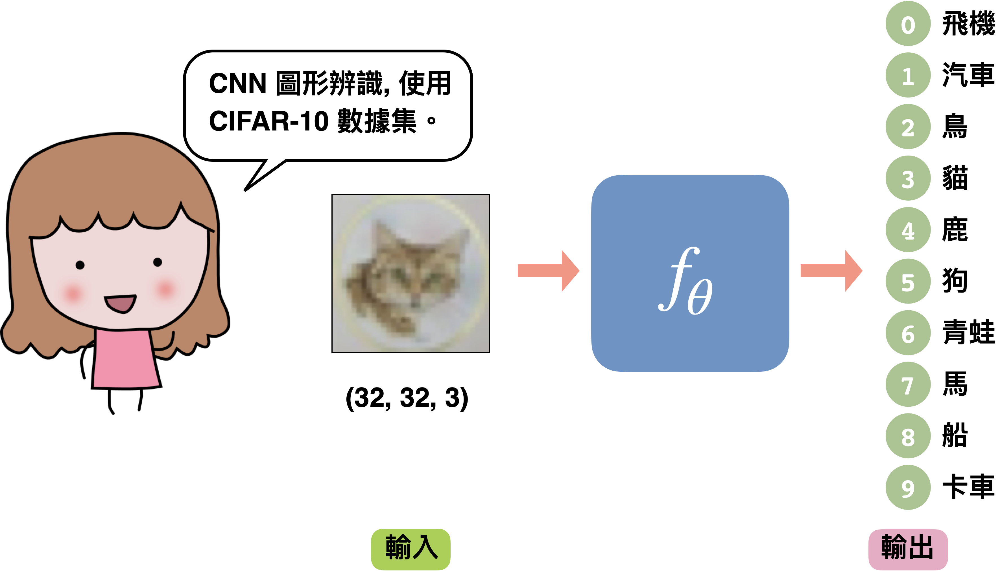 CNN 圖形辨識, 使用
CIFAR-10 數據集。
(32, 32, 3)
輸入
fθ
0 飛機
1 汽車
2 鳥
3 貓
4 鹿
5 狗
6 青蛙
7 馬
8 船
9 卡車
輸出